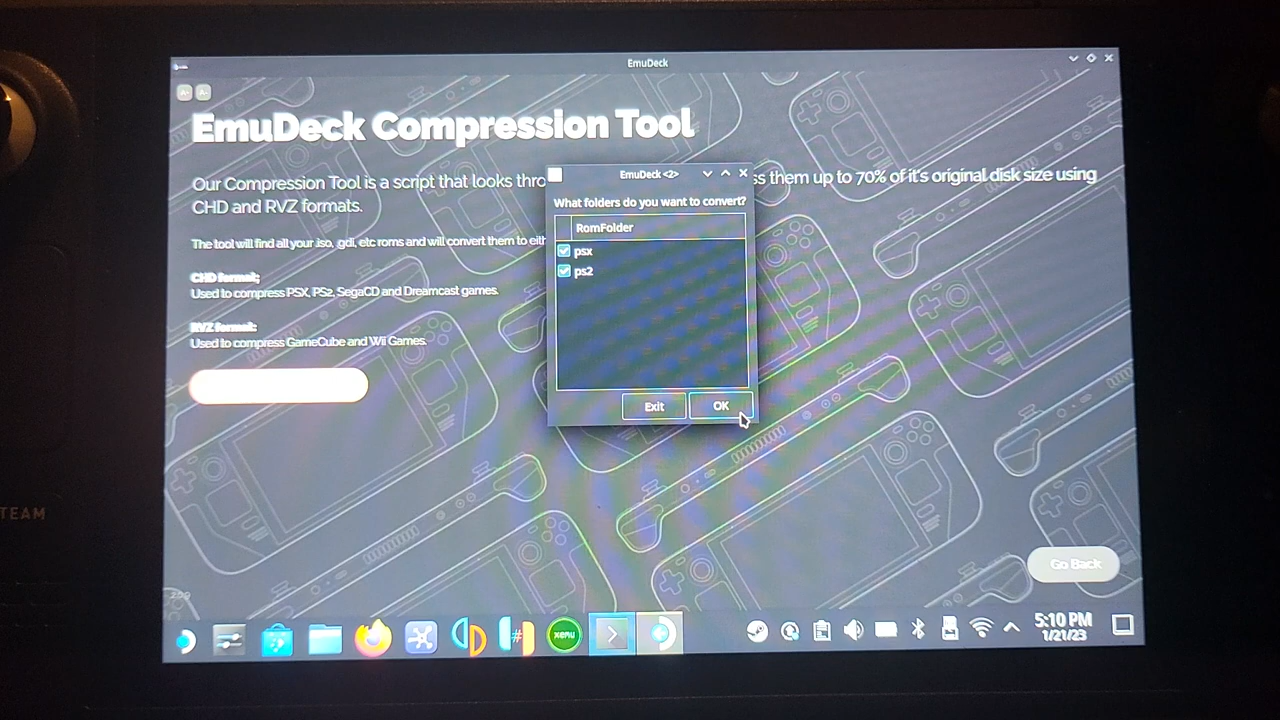 EmuDeck
A+ A-
EmuDeck Compression Tool
Our Compression Tool is a script that looks thro
ss them up to 70% of it's original disk size using
CHD and RVZ formats.
The tool will find all your .iso, .gdi, etc roms and will convert them to eith
CHD format;
Used to compress PSX, PS2, SegaCD and Dreamcast games.
RVZ format:
Used to compress GameCube and Wii Games.
EmuDeck <2>
What folders do you want to convert?
RomFolder
psx
ps2
Exit
OK
Go Back
TEAM
xemu
5:10 PM
1/21/23